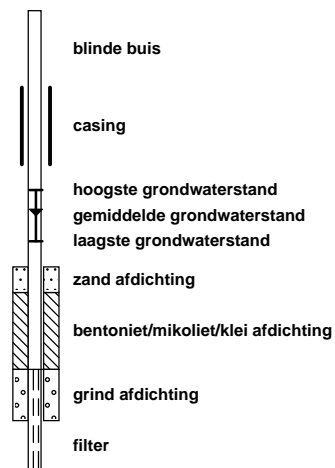 blinde buis
casing
hoogste grondwaterstand
gemiddelde grondwaterstand
laagste grondwaterstand
zand afdichting
bentoniet/mikoliet/klei afdichting
grind afdichting
filter